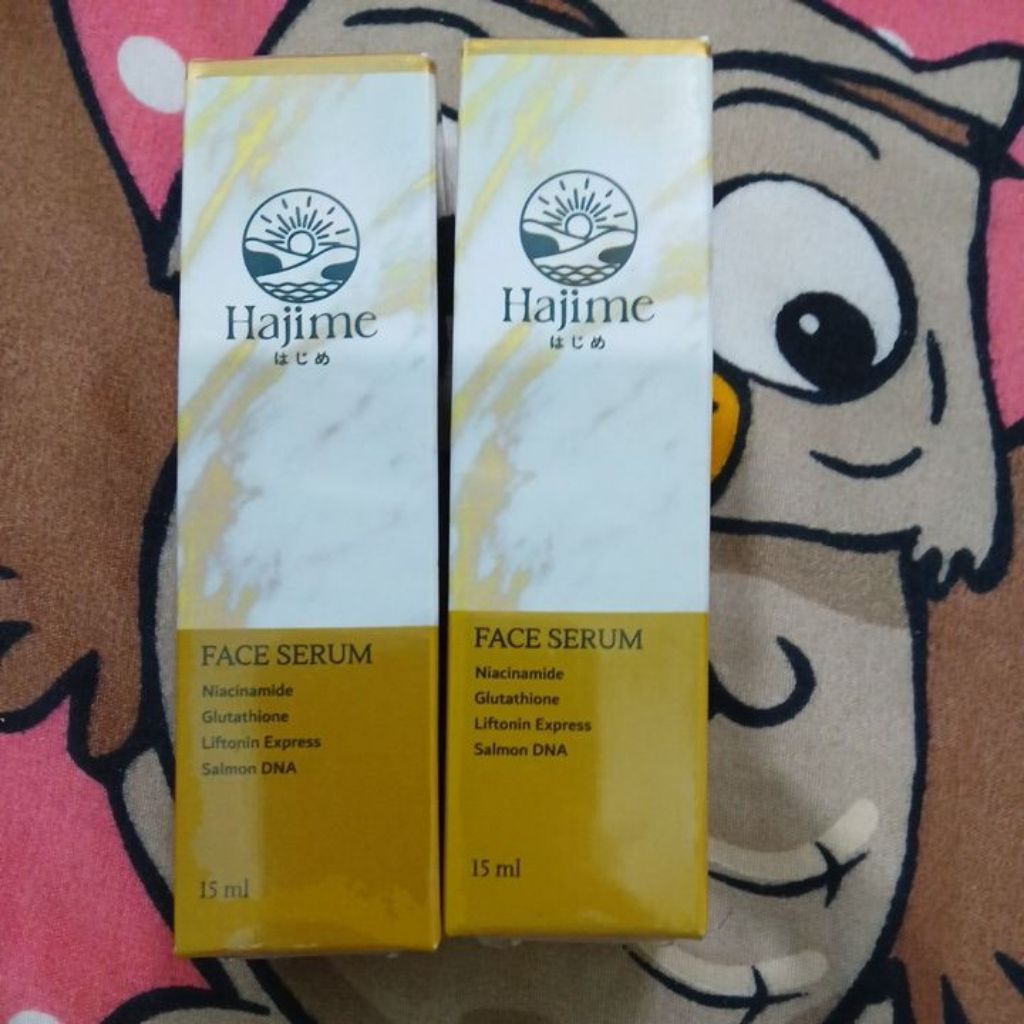 Hajime
はじめ
FACE SERUM
Niacinamide
Glutathione
Liftonin Express
Salmon DNA
15 ml
Hajime
はじめ
FACE SERUM
Niacinamide
Glutathione
Liftonin Express
Salmon DNA
15 ml